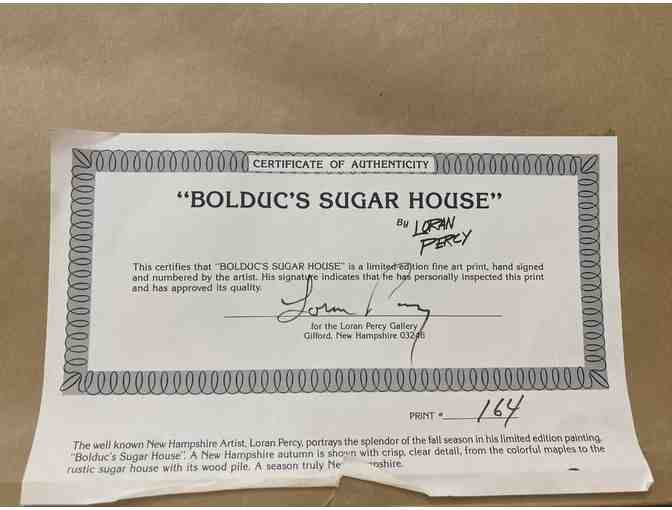 CERTIFICATE OF AUTHENTICITY
"BOLDUC'S SUGAR HOUSE"
By LORAN
PERCY
This certifies that "BOLDUC'S SUGAR HOUSE" is a limited edition fine art print, hand signed
and numbered by the artist. His signature indicates that he has personally inspected this print
and has approved its quality.
Loran Percy
for the Loran Percy Gallery
Gilford, New Hampshire 03246
PRINT # 164
The well known New Hampshire Artist, Loran Percy, portrays the splendor of the fall season in his limited edition painting,
"Bolduc's Sugar House". A New Hampshire autumn is shown with crisp, clear detail, from the colorful maples to the
rustic sugar house with its wood pile. A season truly